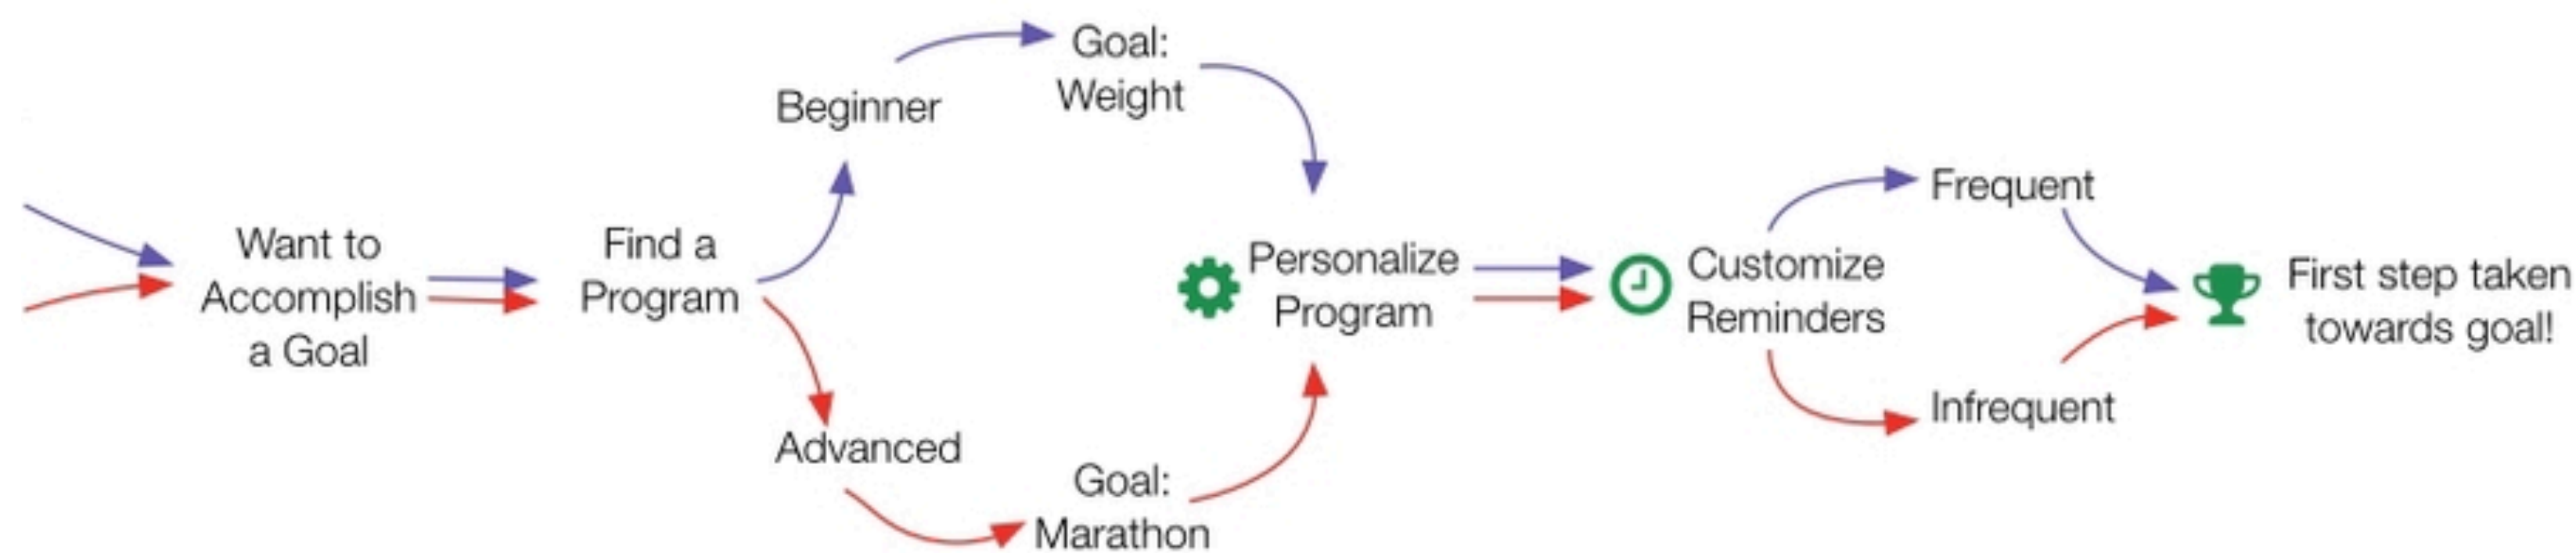 Want to
Accomplish
a Goal
Find a
Program
Beginner
Goal:
Weight
Advanced
Goal:
Marathon
Personalize
Program
Customize
Reminders
Frequent
Infrequent
First step taken
towards goal!